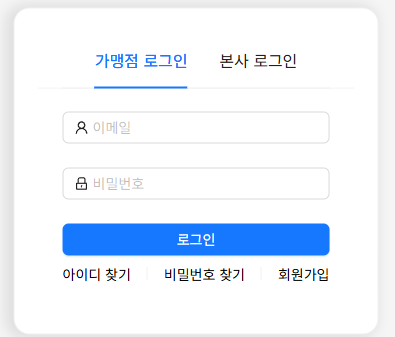 가맹점 로그인 본사 로그인
이메일
비밀번호
로그인
아이디 찾기 비밀번호 찾기 회원가입